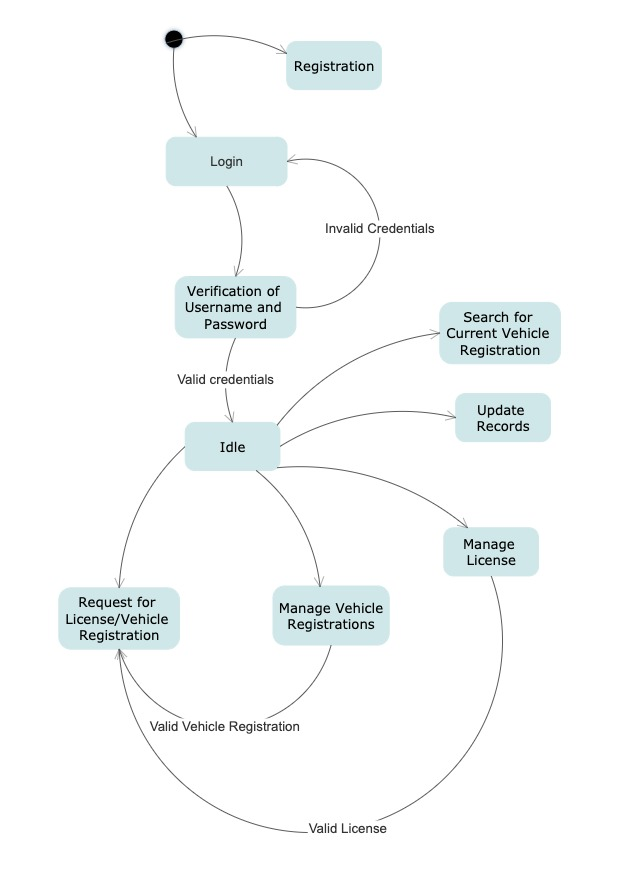 Registration
Login
Invalid Credentials
Verification of
Username and
Password
Search for
Current Vehicle
Registration
Valid credentials
Update
Records
Idle
Manage
License
Request for
License/Vehicle
Registration
Manage Vehicle
Registrations
Valid Vehicle Registration
Valid License